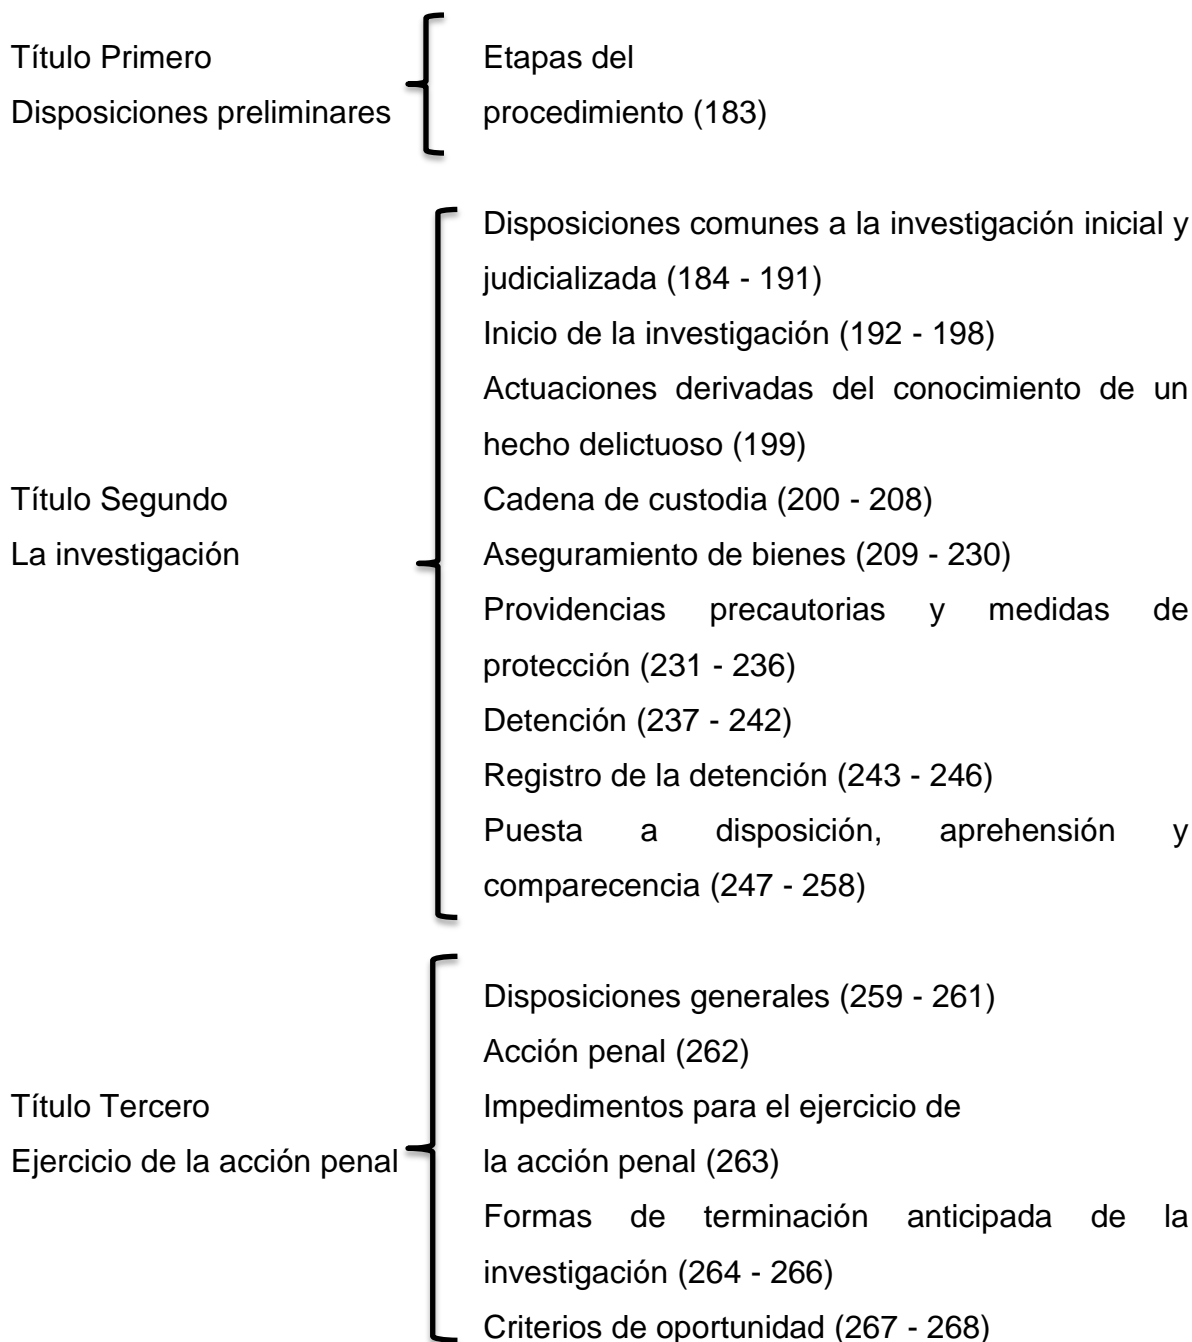 Título Primero
Disposiciones preliminares
Etapas del
procedimiento (183)
Título Segundo
La investigación
Disposiciones comunes a la investigación inicial y
judicializada (184 - 191)
Inicio de la investigación (192 - 198)
Actuaciones derivadas del conocimiento de un
hecho delictuoso (199)
Cadena de custodia (200 - 208)
Aseguramiento de bienes (209 - 230)
Providencias precautorias y medidas de
protección (231 - 236)
Detención (237 - 242)
Registro de la detención (243 - 246)
Puesta a disposición, aprehensión y
comparecencia (247 - 258)
Título Tercero
Ejercicio de la acción penal
Disposiciones generales (259 - 261)
Acción penal (262)
Impedimentos para el ejercicio de
la acción penal (263)
Formas de terminación anticipada de la
investigación (264 - 266)
Criterios de oportunidad (267 - 268)